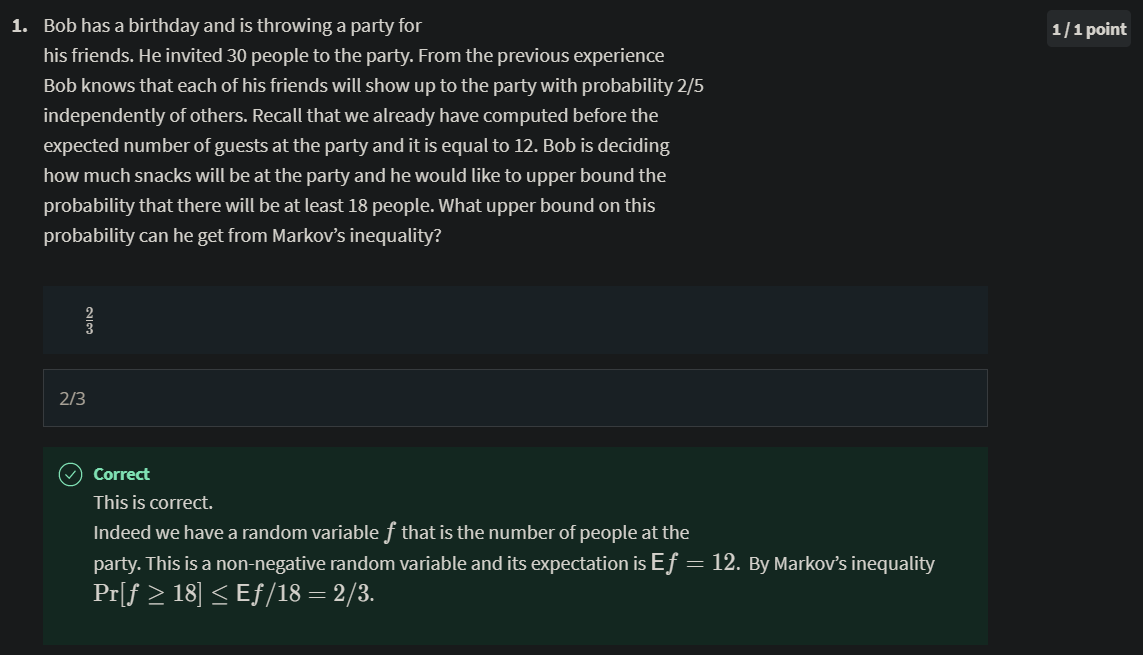 1. Bob has a birthday and is throwing a party for
1 / 1 point
his friends. He invited 30 people to the party. From the previous experience
Bob knows that each of his friends will show up to the party with probability 2/5
independently of others. Recall that we already have computed before the
expected number of guests at the party and it is equal to 12. Bob is deciding
how much snacks will be at the party and he would like to upper bound the
probability that there will be at least 18 people. What upper bound on this
probability can he get from Markov’s inequality?
2/3
2/3
Correct
This is correct.
Indeed we have a random variable f that is the number of people at the
party. This is a non-negative random variable and its expectation is Ef = 12. By Markov’s inequality
Pr[f ≥ 18] ≤ Ef/18 = 2/3.